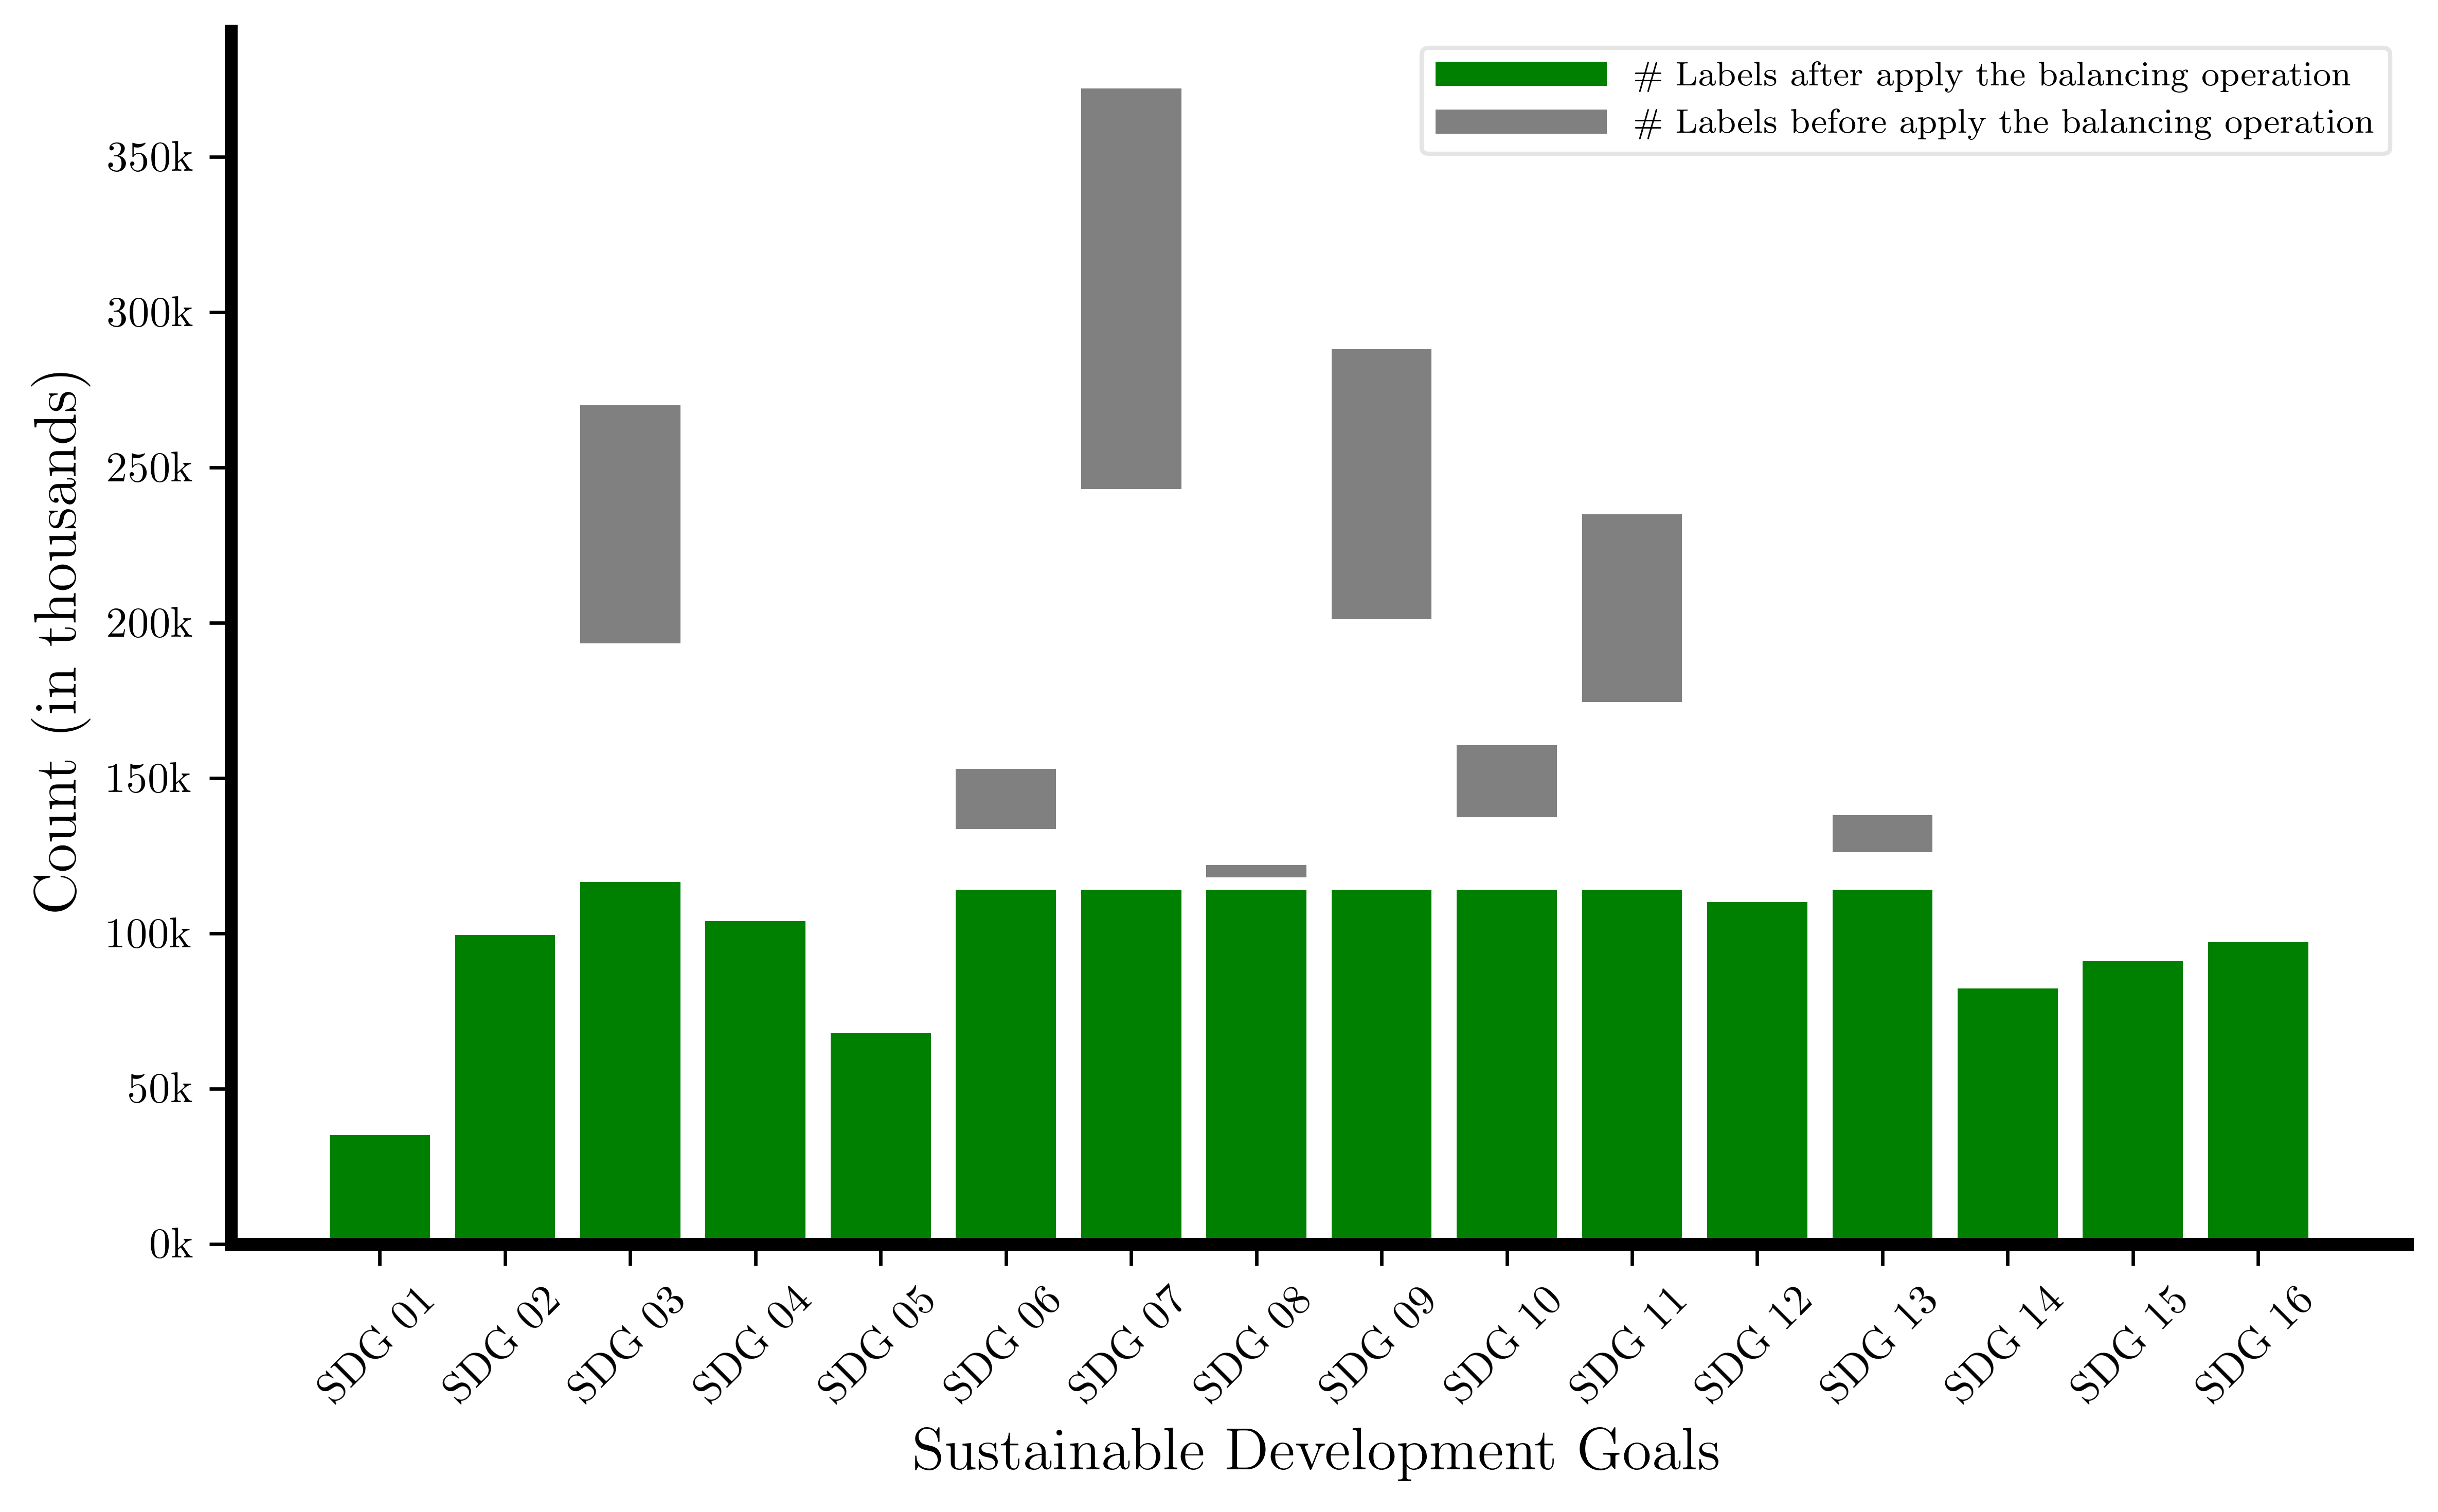 # Labels after apply the balancing operation
# Labels before apply the balancing operation
Count (in thousands)
350k
300k
250k
200k
150k
100k
50k
0k
SDG 01
SDG 02
SDG 03
SDG 04
SDG 05
SDG 06
SDG 07
SDG 08
SDG 09
SDG 10
SDG 11
SDG 12
SDG 13
SDG 14
SDG 15
SDG 16
Sustainable Development Goals